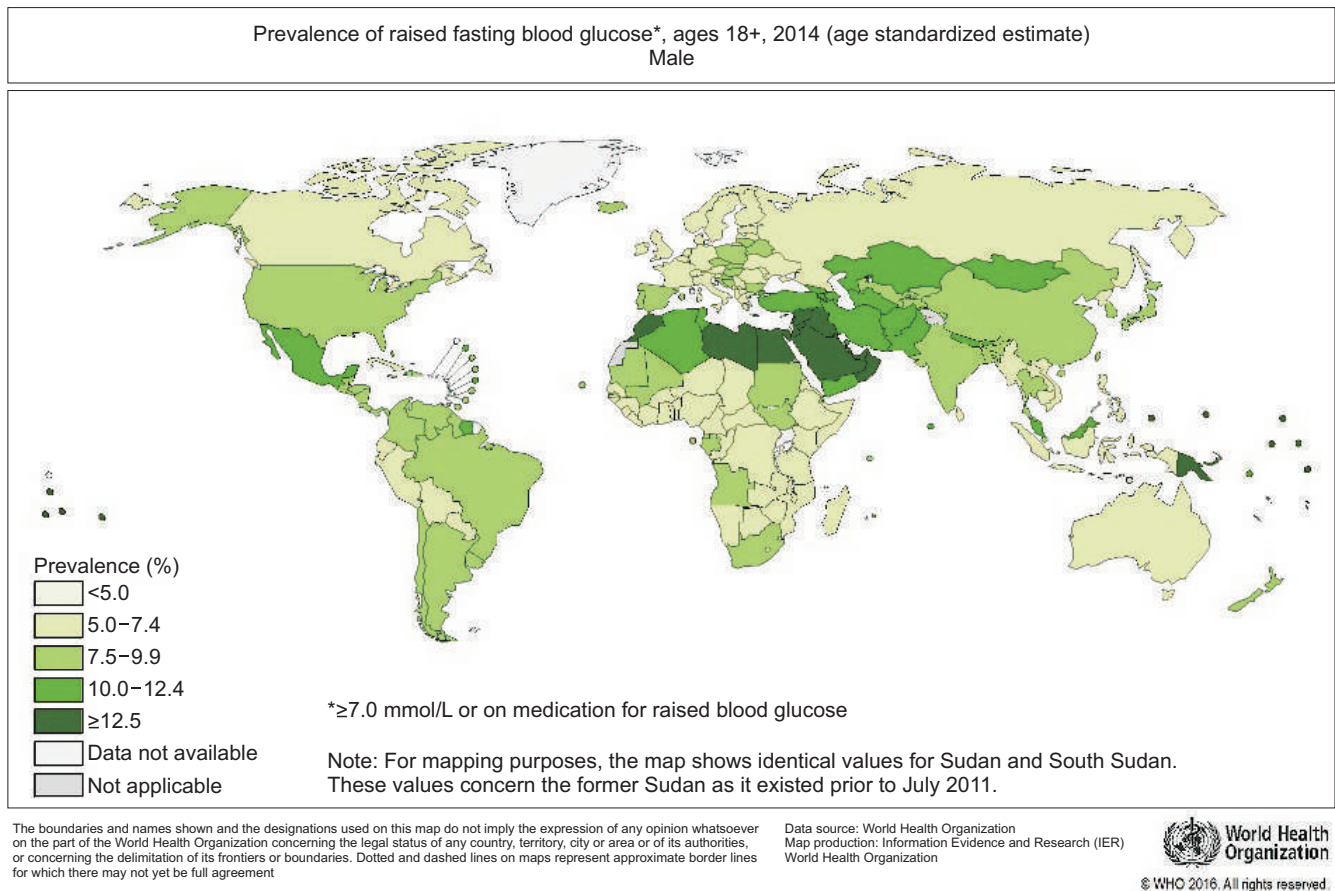 Prevalence of raised fasting blood glucose*, ages 18+, 2014 (age standardized estimate)
Male
Prevalence (%)
<5.0
5.0−7.4
7.5−9.9
10.0−12.4
≥12.5
Data not available
Not applicable
*≥7.0 mmol/L or on medication for raised blood glucose
Note: For mapping purposes, the map shows identical values for Sudan and South Sudan.
These values concern the former Sudan as it existed prior to July 2011.
The boundaries and names shown and the designations used on this map do not imply the expression of any opinion whatsoever
on the part of the World Health Organization concerning the legal status of any country, territory, city or area or of its authorities,
or concerning the delimitation of its frontiers or boundaries. Dotted and dashed lines on maps represent approximate border lines
for which there may not yet be full agreement
Data source: World Health Organization
Map production: Information Evidence and Research (IER)
World Health Organization
World Health
Organization
© WHO 2016. All rights reserved